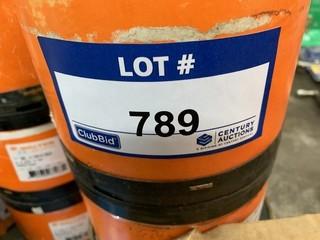 LOT #
789
ClubBid
CENTURY
AUCTIONS